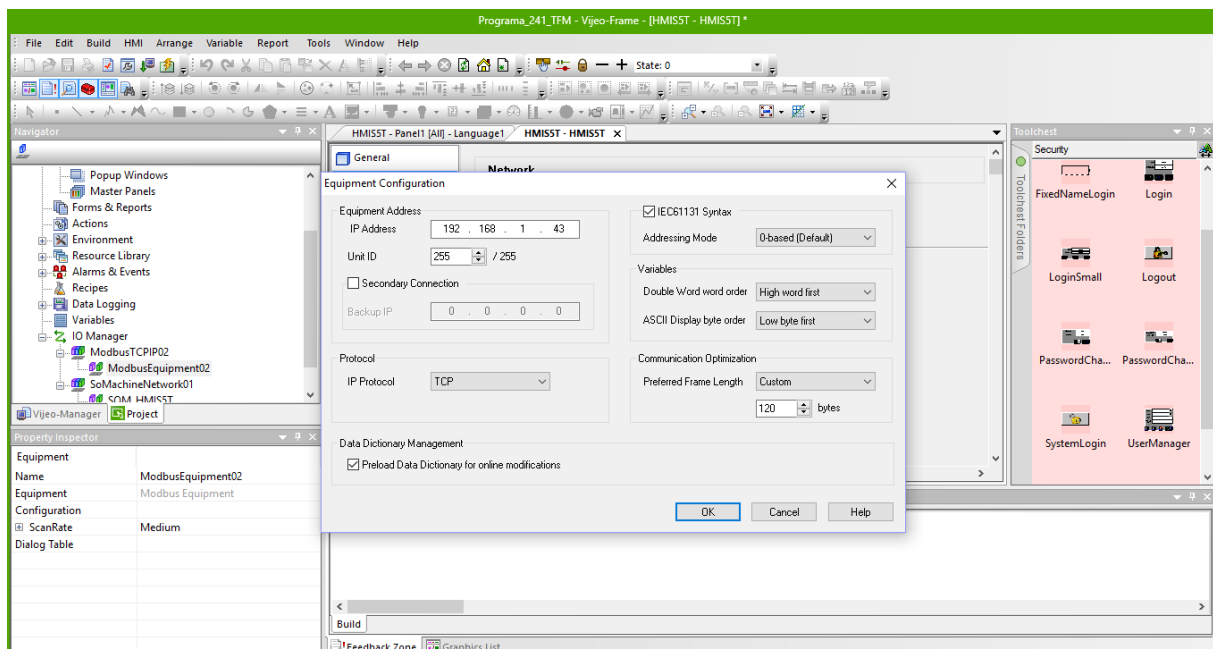 Programa_241_TFM - Vijeo-Frame - [HMIS5T - HMIS5T] *
File Edit Build HMI Arrange Variable Report Tools Window Help
State: 0
Navigator
HMIS5T - Panel1 [All] - Language1
HMIS5T - HMIS5T
Toolchest
Popup Windows
Master Panels
Forms & Reports
Actions
Environment
Resource Library
Alarms & Events
Recipes
Data Logging
Variables
IO Manager
ModbusTCPIP02
ModbusEquipment02
SoMachineNetwork01
SOM_HMIS5T
Vijeo-Manager Project
Property Inspector
Equipment
Name ModbusEquipment02
Equipment Modbus Equipment
Configuration
ScanRate Medium
Dialog Table
General
Network
Equipment Configuration
Equipment Address
IP Address 192 . 168 . 1 . 43
Unit ID 255 / 255
Secondary Connection
Backup IP 0 . 0 . 0 . 0
Protocol
IP Protocol TCP
IEC61131 Syntax
Addressing Mode 0-based (Default)
Variables
Double Word word order High word first
ASCII Display byte order Low byte first
Communication Optimization
Preferred Frame Length Custom
120 bytes
Data Dictionary Management
Preload Data Dictionary for online modifications
OK Cancel Help
Security
Toolchest Folders
FixedNameLogin Login
LoginSmall Logout
PasswordCha... PasswordCha...
SystemLogin UserManager
Build
Feedback Zone Graphics List